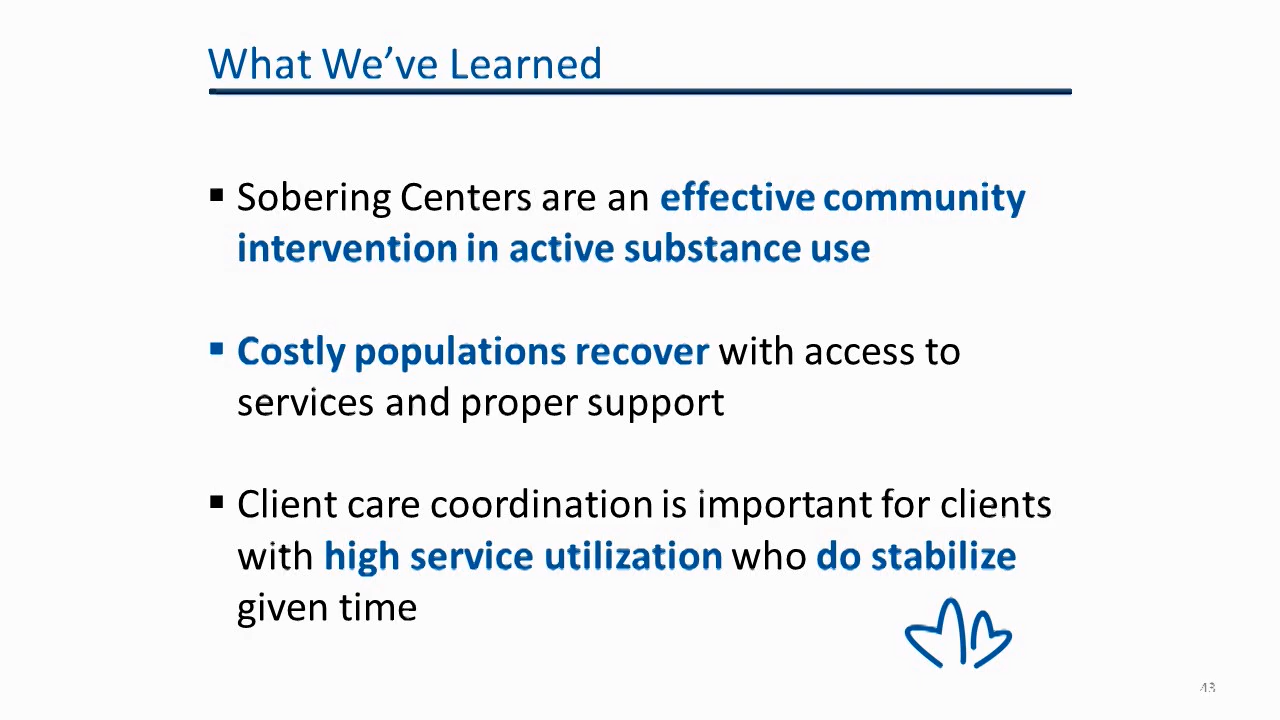 What We’ve Learned
▪ Sobering Centers are an effective community
intervention in active substance use
▪ Costly populations recover with access to
services and proper support
▪ Client care coordination is important for clients
with high service utilization who do stabilize
given time
43